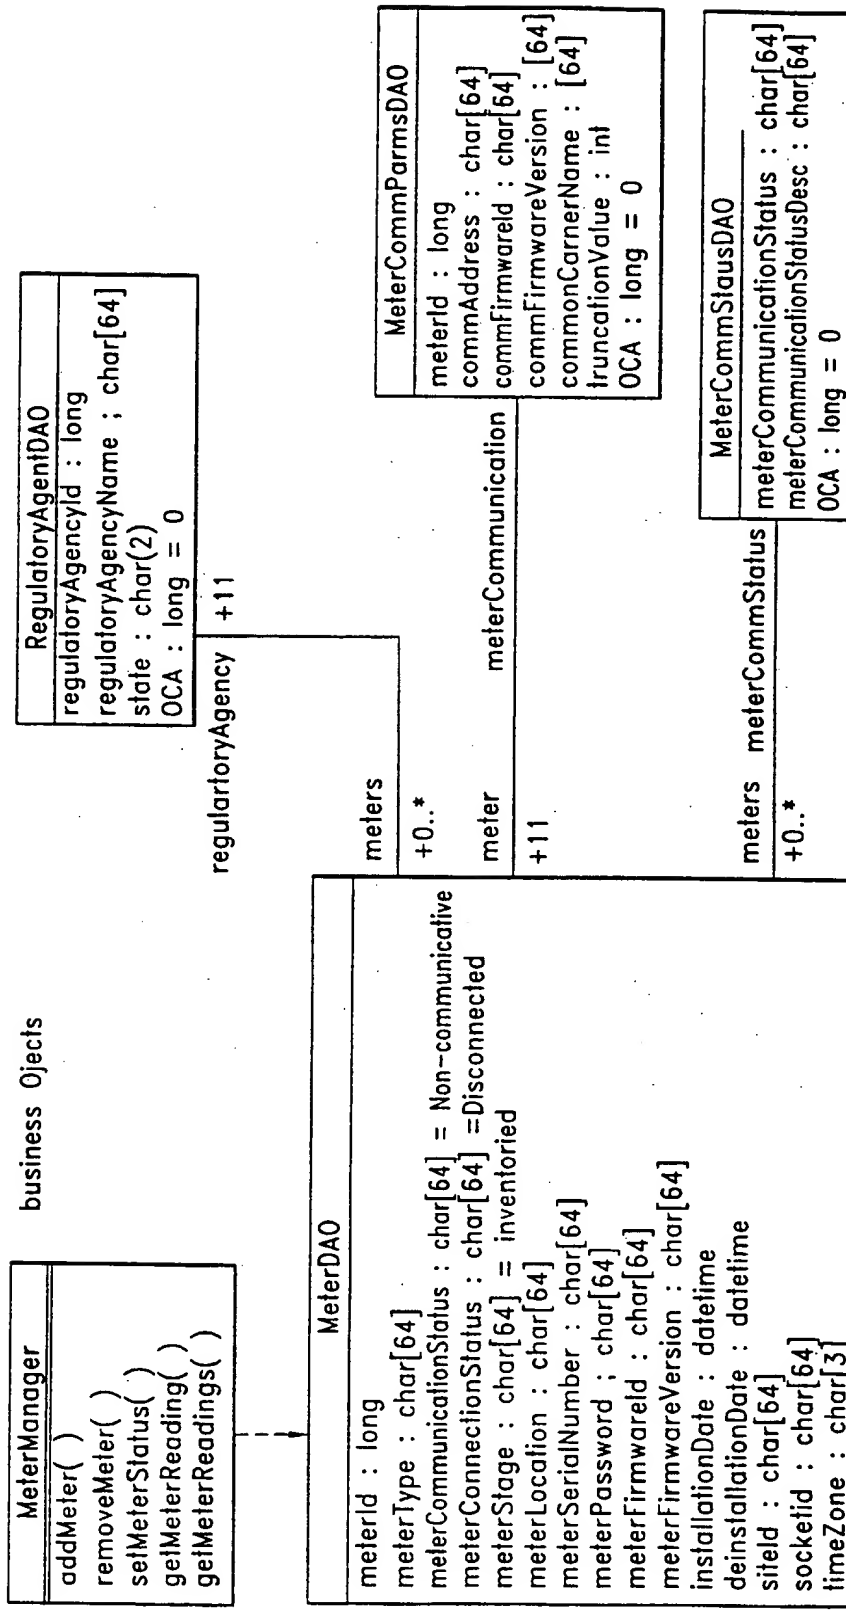 MeterManager
addMeter( )
removeMeter( )
setMeterStatus( )
getMeterReading( )
getMeterReadings( )
business Ojects
RegulatoryAgentDAO
regulatoryAgencyId : long
regulatoryAgencyName ; char[64]
state : char(2)
OCA : long = 0
regulartoryAgency
+11
meters
+0..*
MeterDAO
meterId : long
meterType : char[64]
meterCommunicationStatus : char[64] = Non-communicative
meterConnectionStatus : char[64] =Disconnected
meterStage : char[64] = inventoried
meterLocation : char[64]
meterSerialNumber : char[64]
meterPassword ; char[64]
meterFirmwareId : char[64]
meterFirmwareVersion : char[64]
installationDate : datetime
deinstallationDate : datetime
siteId : char[64]
socketid : char[64]
timeZone : char[3]
meter
+11
meterCommunication
MeterCommParmsDAO
meterId : long
commAddress : char[64]
commFirmwareId : char[64]
commFirmwareVersion : [64]
commonCarnerName : [64]
truncationValue : int
OCA : long = 0
meters
+0..*
meterCommStatus
MeterCommStausDAO
meterCommunicationStatus : char[64]
meterCommunicationStatusDesc : char[64]
OCA : long = 0